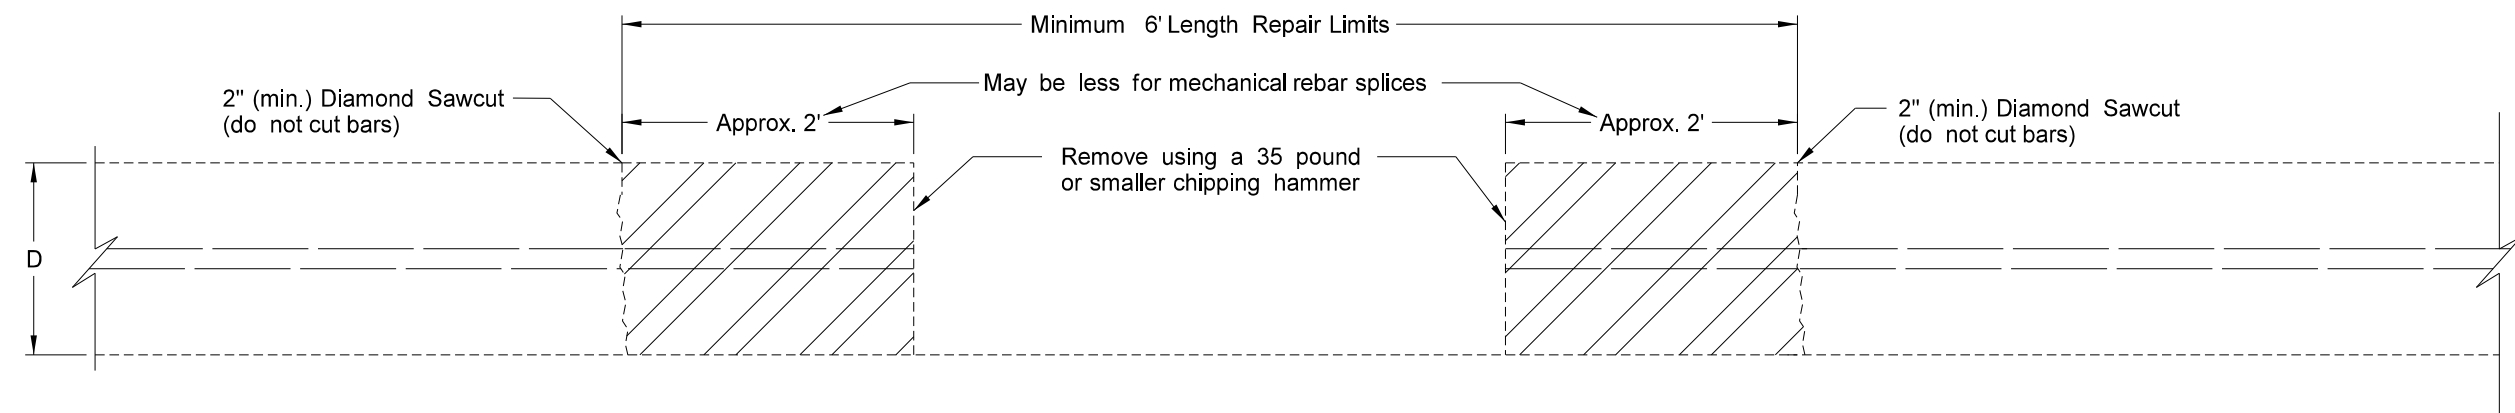 Minimum 6' Length Repair Limits
May be less for mechanical rebar splices
2" (min.) Diamond Sawcut
(do not cut bars)
Approx. 2'
Approx. 2'
2" (min.) Diamond Sawcut
(do not cut bars)
Remove using a 35 pound
or smaller chipping hammer
D